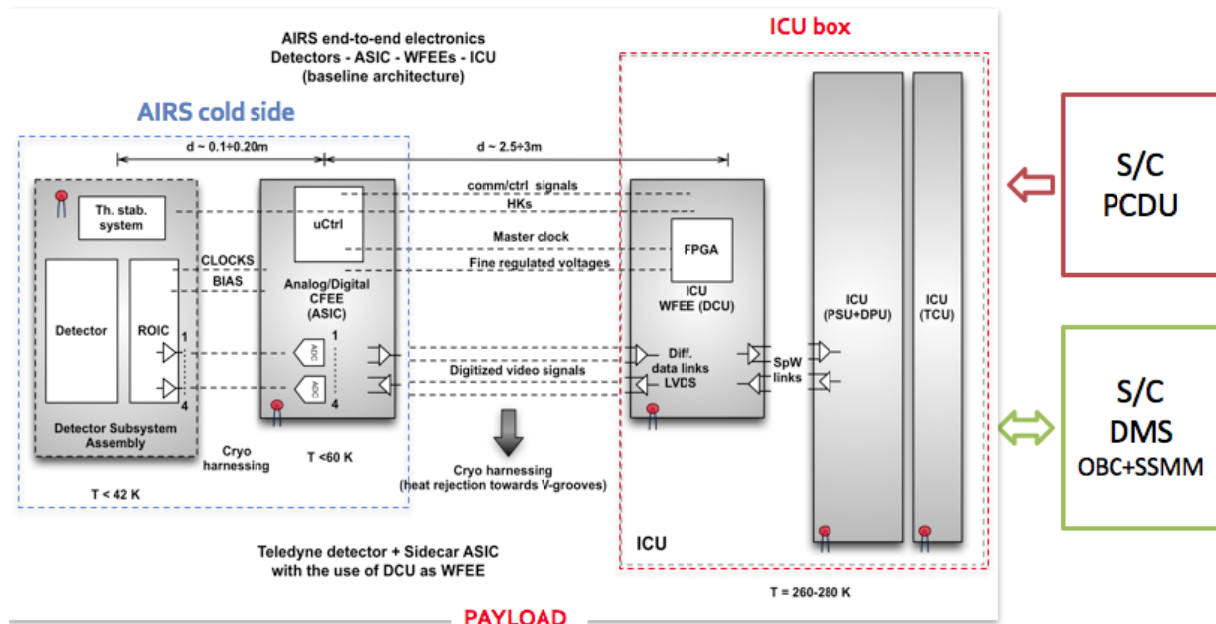 AIRS end-to-end electronics
Detectors - ASIC - WFEEs - ICU
(baseline architecture)
ICU box
AIRS cold side
d ~ 0.1÷0.20m
d ~ 2.5÷3m
Th. stab.
system
Detector
ROIC
1
4
Detector Subsystem
Assembly
T < 42 K
CLOCKS
BIAS
Cryo
harnessing
uCtrl
Analog/Digital
CFEE
(ASIC)
ADC
ADC
1
4
T <60 K
comm/ctrl signals
HKs
Master clock
Fine regulated voltages
Digitized video signals
Cryo harnessing
(heat rejection towards V-grooves)
FPGA
ICU
WFEE (DCU)
Diff.
data links
LVDS
SpW
links
ICU
(PSU+DPU)
ICU
(TCU)
ICU
T = 260-280 K
Teledyne detector + Sidecar ASIC
with the use of DCU as WFEE
PAYLOAD
S/C
PCDU
S/C
DMS
OBC+SSMM